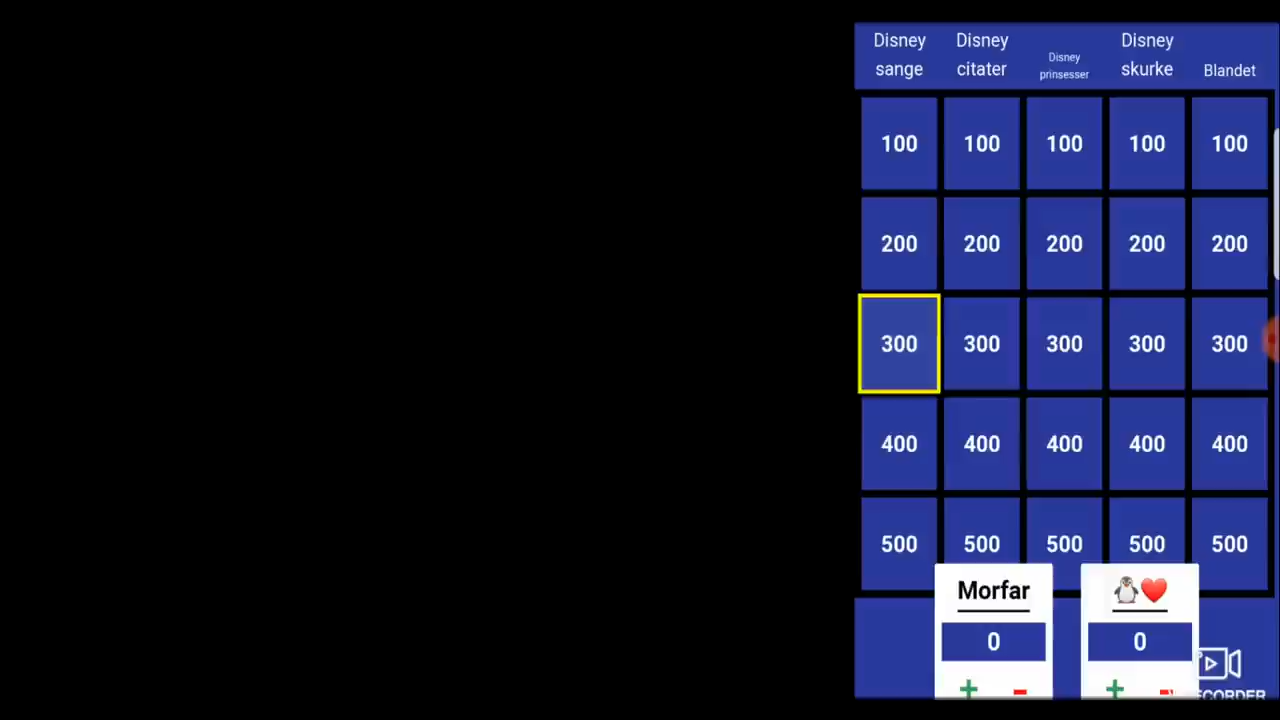 Disney sange
Disney citater
Disney prinsesser
Disney skurke
Blandet
100 100 100 100 100
200 200 200 200 200
300 300 300 300 300
400 400 400 400 400
500 500 500 500 500
Morfar
🐧❤️
0 0
+ - + -